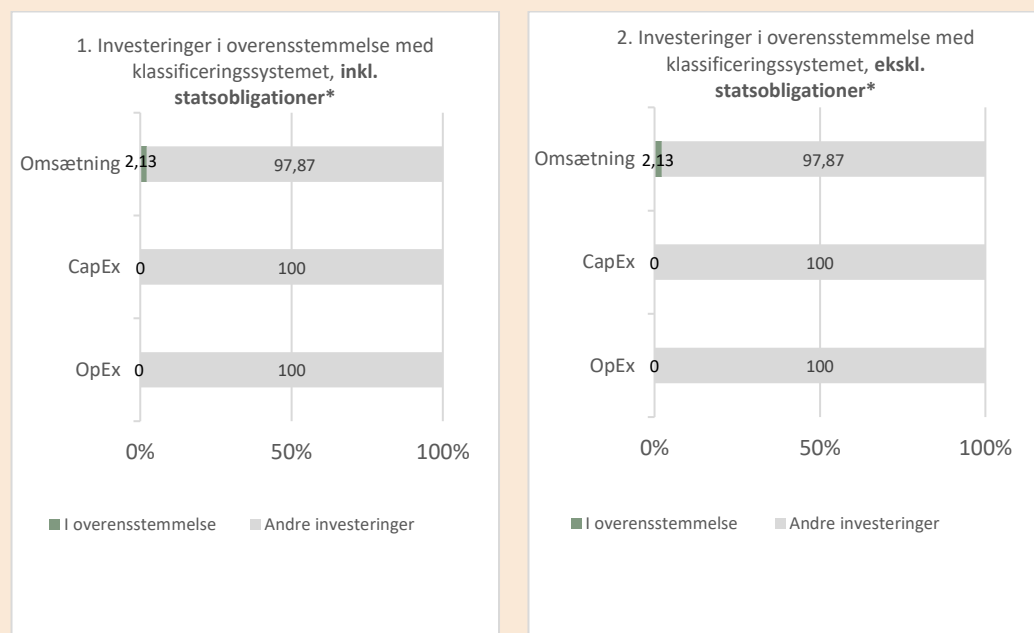 1. Investeringer i overensstemmelse med
klassificeringssystemet, inkl.
statsobligationer*
Omsætning 2,13 97,87
CapEx 0 100
OpEx 0 100
0% 50% 100%
I overensstemmelse Andre investeringer
2. Investeringer i overensstemmelse med
klassificeringssystemet, ekskl.
statsobligationer*
Omsætning 2,13 97,87
CapEx 0 100
OpEx 0 100
0% 50% 100%
I overensstemmelse Andre investeringer